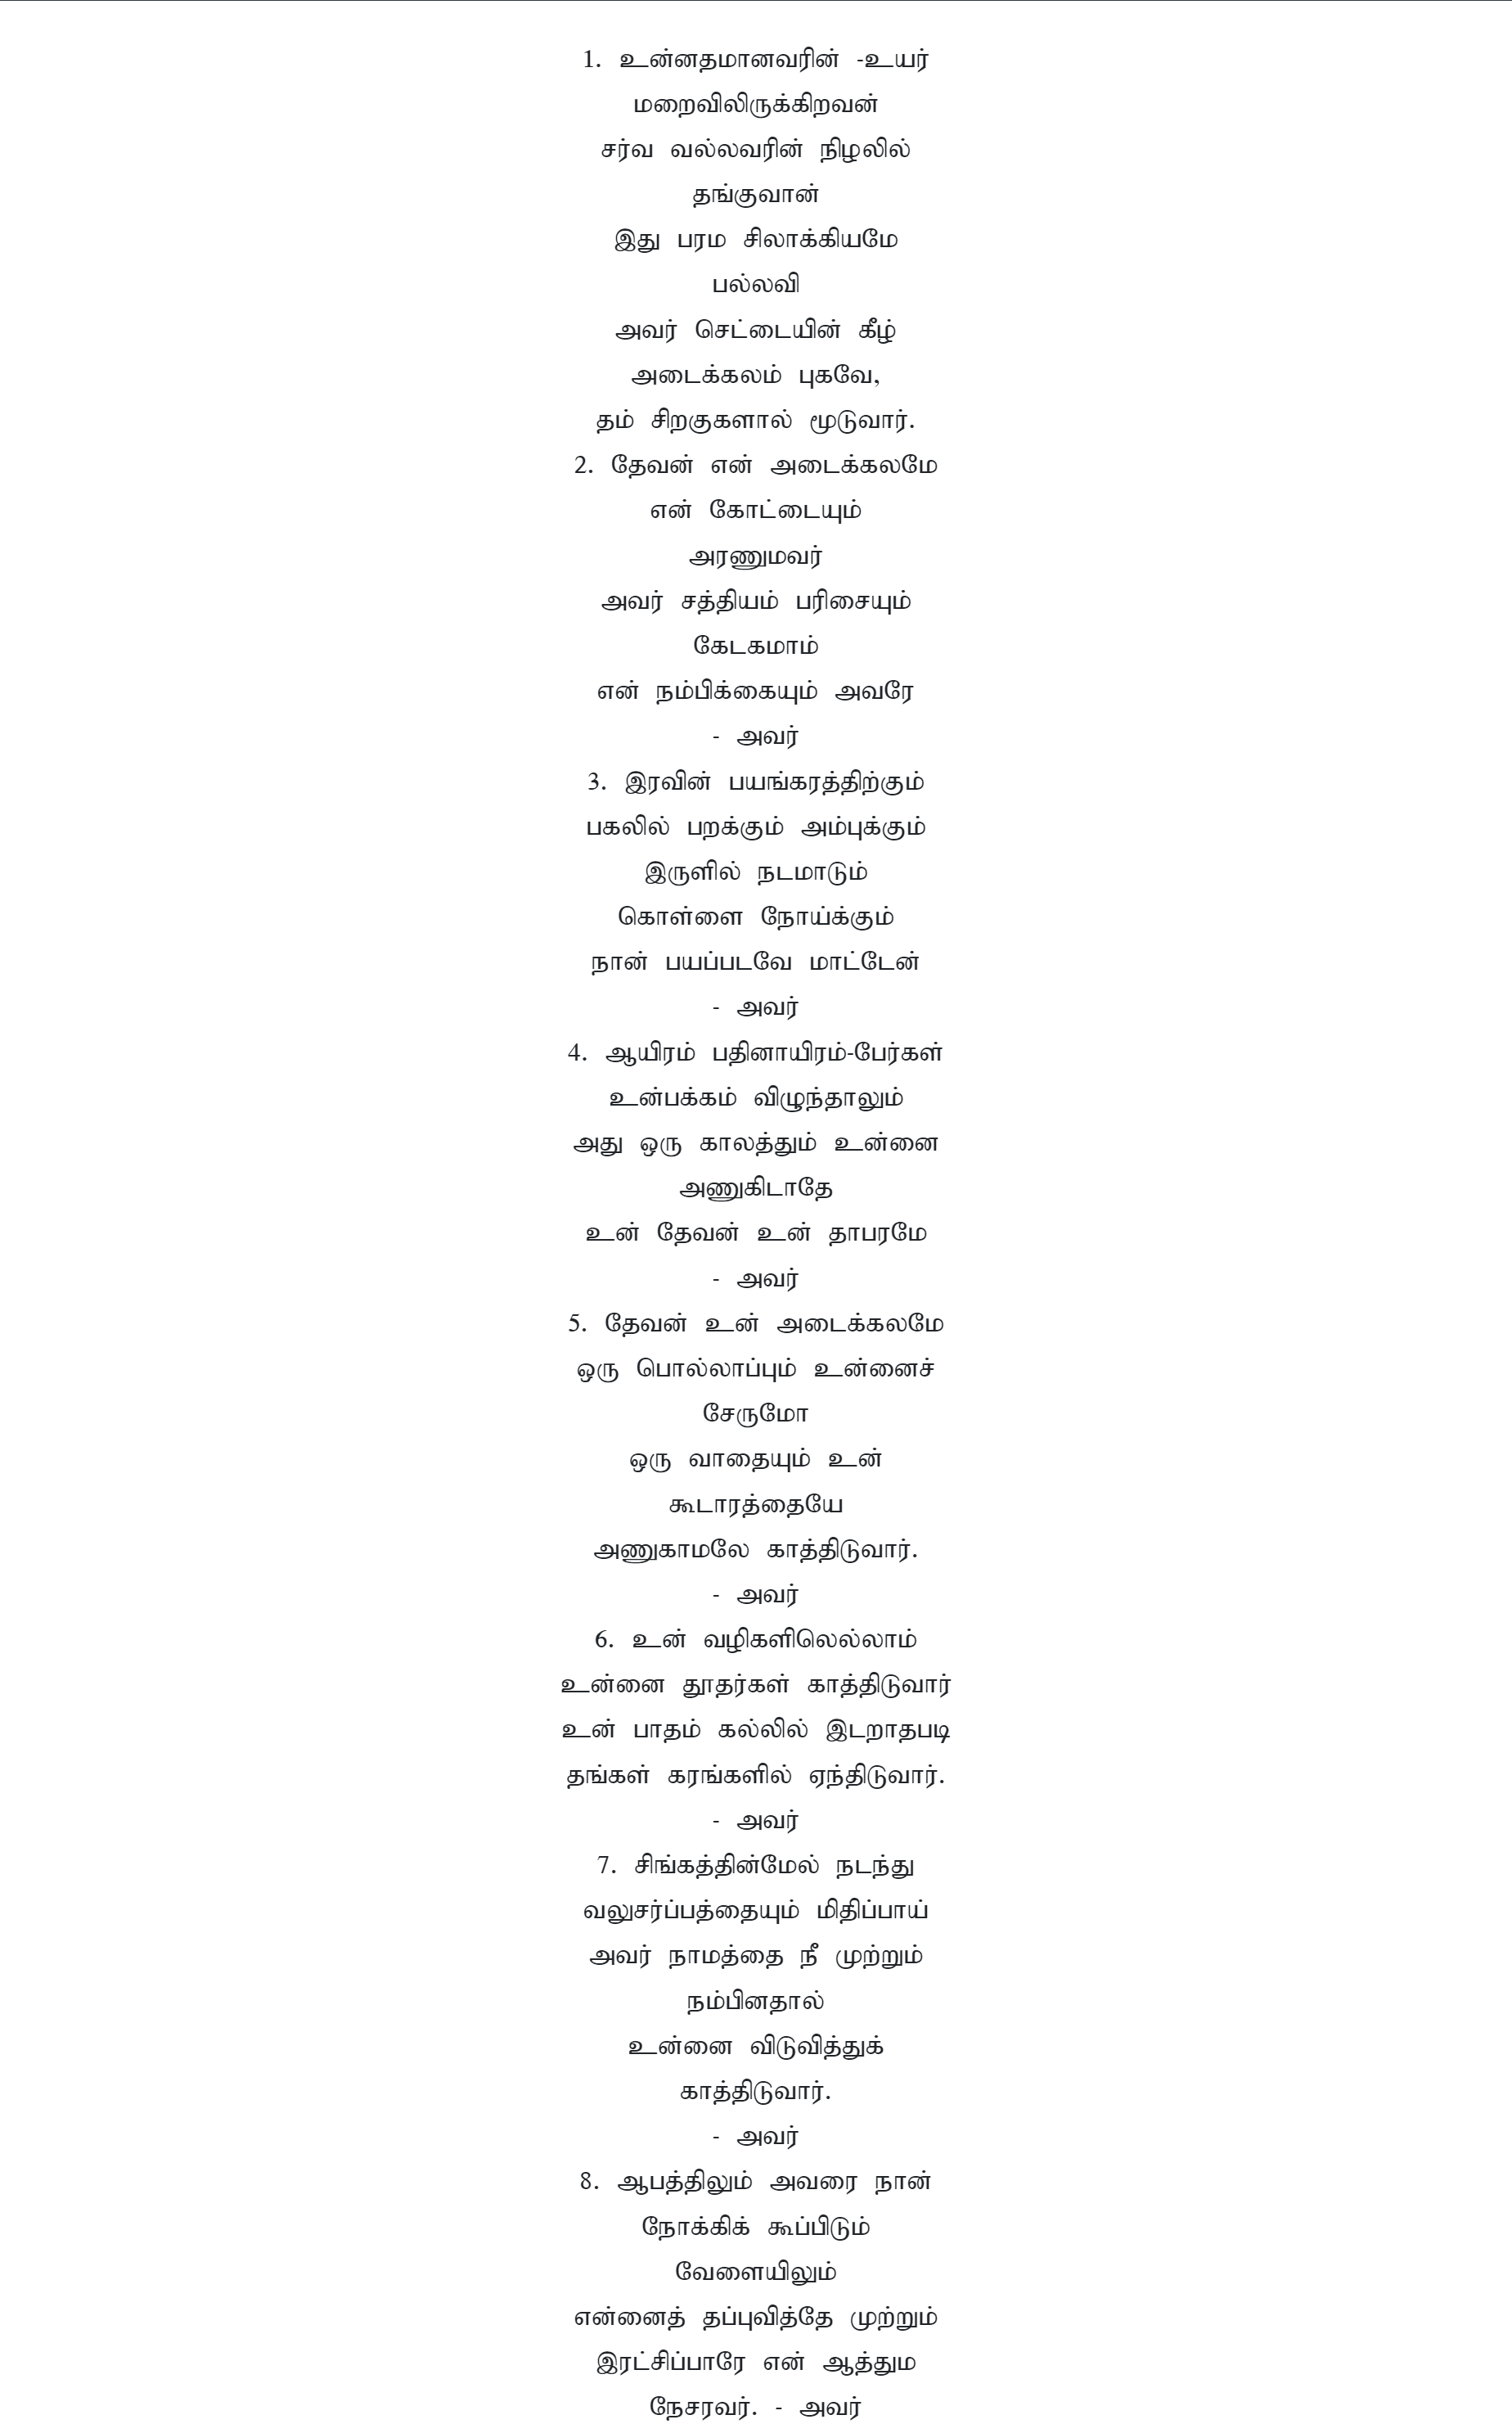 1. உன்னதமானவரின் -உயர்
மறைவிலிருக்கிறவன்
சர்வ வல்லவரின் நிழலில்
தங்குவான்
இது பரம சிலாக்கியமே
பல்லவி
அவர் செட்டையின் கீழ்
அடைக்கலம் புகவே,
தம் சிறகுகளால் மூடுவார்.
2. தேவன் என் அடைக்கலமே
என் கோட்டையும்
அரணுமவர்
அவர் சத்தியம் பரிசையும்
கேடகமாம்
என் நம்பிக்கையும் அவரே
- அவர்
3. இரவின் பயங்கரத்திற்கும்
பகலில் பறக்கும் அம்புக்கும்
இருளில் நடமாடும்
கொள்ளை நோய்க்கும்
நான் பயப்படவே மாட்டேன்
- அவர்
4. ஆயிரம் பதினாயிரம்-பேர்கள்
உன்பக்கம் விழுந்தாலும்
அது ஒரு காலத்தும் உன்னை
அணுகிடாதே
உன் தேவன் உன் தாபரமே
- அவர்
5. தேவன் உன் அடைக்கலமே
ஒரு பொல்லாப்பும் உன்னைச்
சேருமோ
ஒரு வாதையும் உன்
கூடாரத்தையே
அணுகாமலே காத்திடுவார்.
- அவர்
6. உன் வழிகளிலெல்லாம்
உன்னை தூதர்கள் காத்திடுவார்
உன் பாதம் கல்லில் இடறாதபடி
தங்கள் கரங்களில் ஏந்திடுவார்.
- அவர்
7. சிங்கத்தின்மேல் நடந்து
வலுசர்ப்பத்தையும் மிதிப்பாய்
அவர் நாமத்தை நீ முற்றும்
நம்பினதால்
உன்னை விடுவித்துக்
காத்திடுவார்.
- அவர்
8. ஆபத்திலும் அவரை நான்
நோக்கிக் கூப்பிடும்
வேளையிலும்
என்னைத் தப்புவித்தே முற்றும்
இரட்சிப்பாரே என் ஆத்தும
நேசரவர். - அவர்